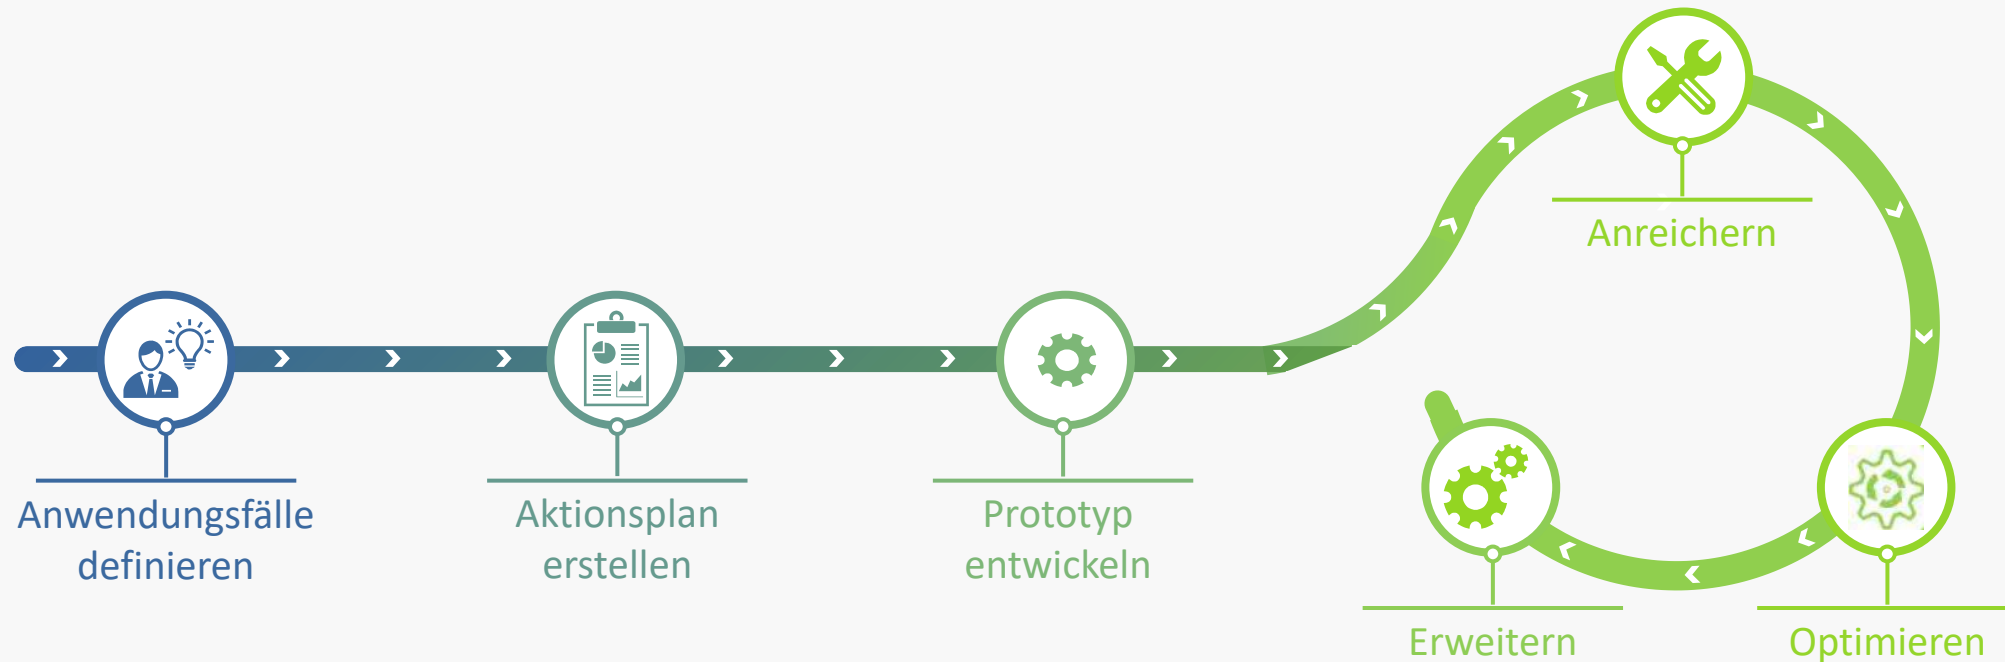 Anwendungsfälle
definieren
Aktionsplan
erstellen
Prototyp
entwickeln
Anreichern
Optimieren
Erweitern